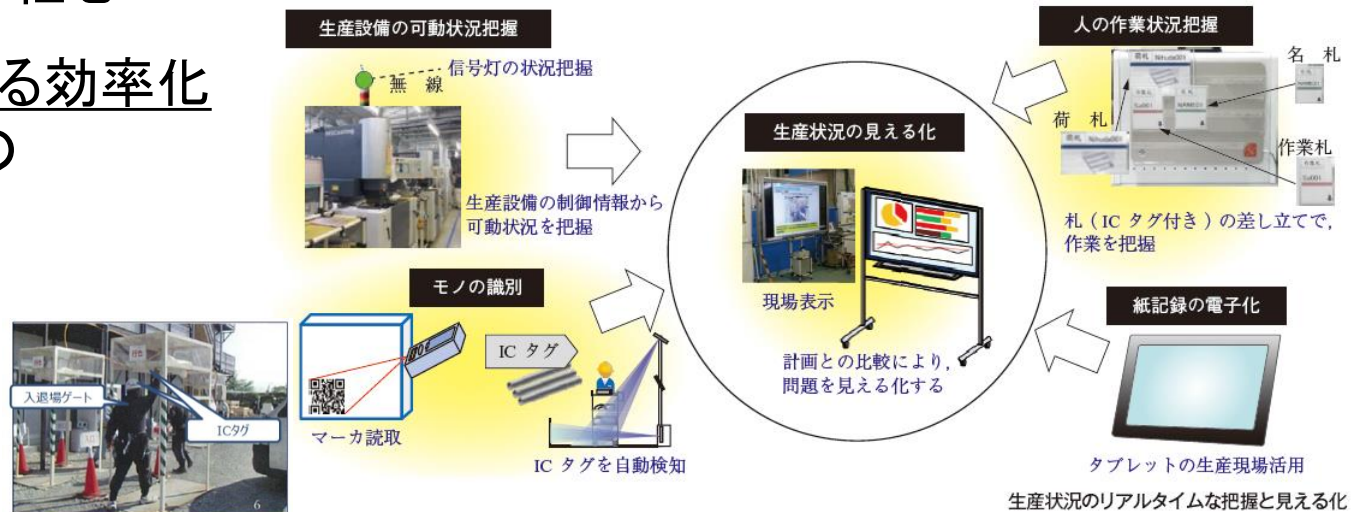 る効率化
の
生産設備の可動状況把握
信号灯の状況把握
無 線
生産設備の制御情報から
可動状況を把握
モノの識別
入退場ゲート
ICタグ
6
マーカ読取
IC タグ
IC タグを自動検知
生産状況の見える化
現場表示
計画との比較により,
問題を見える化する
人の作業状況把握
名 札
荷 札
作業札
札 ( IC タグ付き ) の差し立てで,
作業を把握
紙記録の電子化
タブレットの生産現場活用
生産状況のリアルタイムな把握と見える化